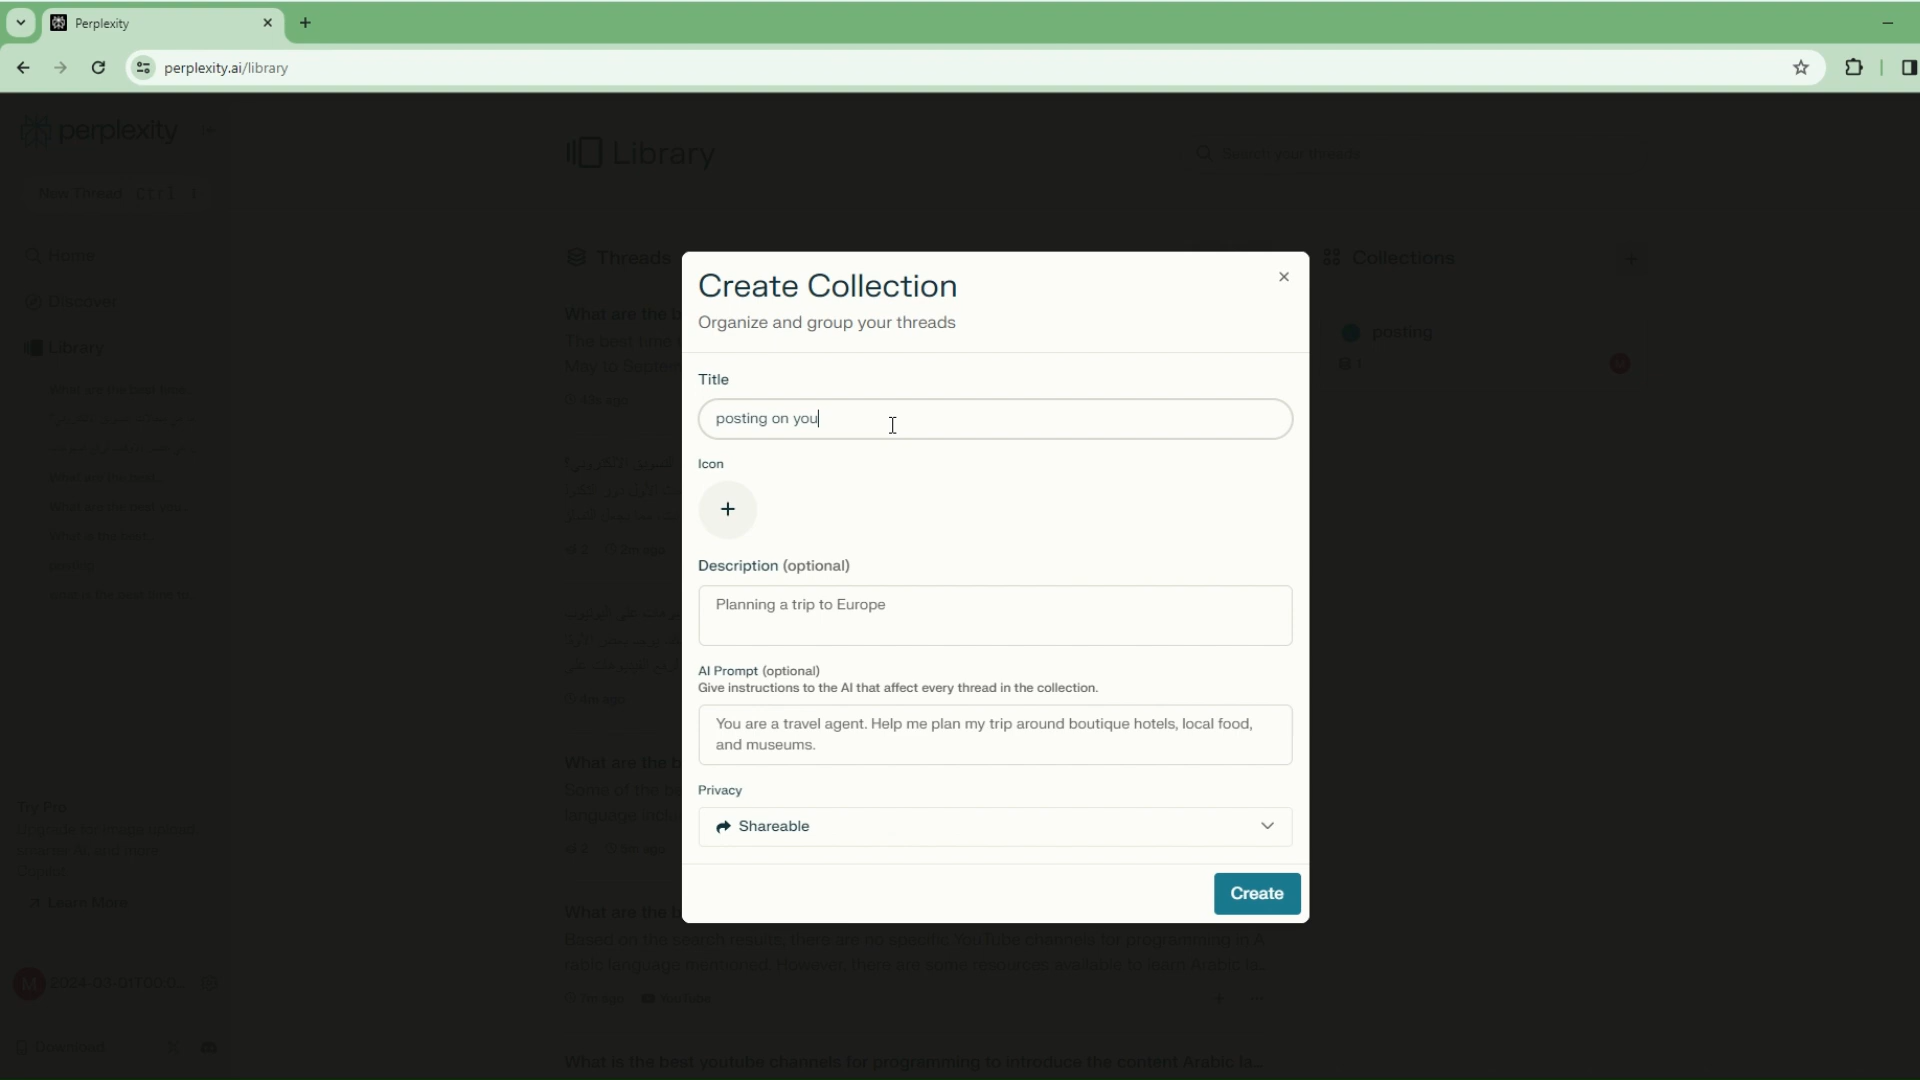 Perplexity
perplexity.ai/library
perplexity
Library
Search your threads
New Thread Ctrl I
Home
Threads
Collections
Discover
What are the b
Create Collection
Organize and group your threads
The best time
May to Septem
posting
1
M
Library
Title
posting on you
What are the best time...
43s ago
Icon
What are the best...
What are the best you...
What is the best...
2
2m ago
pseudo
what is the best time to
Description (optional)
Planning a trip to Europe
AI Prompt (optional)
Give instructions to the AI that affect every thread in the collection.
4m ago
You are a travel agent. Help me plan my trip around boutique hotels, local food,
and museums.
What are the b
Some of the be
language inclu
Privacy
Shareable
Try Pro
Upgrade for image upload,
smarter AI, and more
Copilot.
2
Learn More
Create
What are the b
Based on the search results, there are no specific YouTube channels for programming in A
rabic language mentioned. However, there are some resources available to learn Arabic la...
M
2024-03-01T09:0...
7m ago
YouTube
Download
What is the best youtube channels for programming to introduce the content Arabic la...